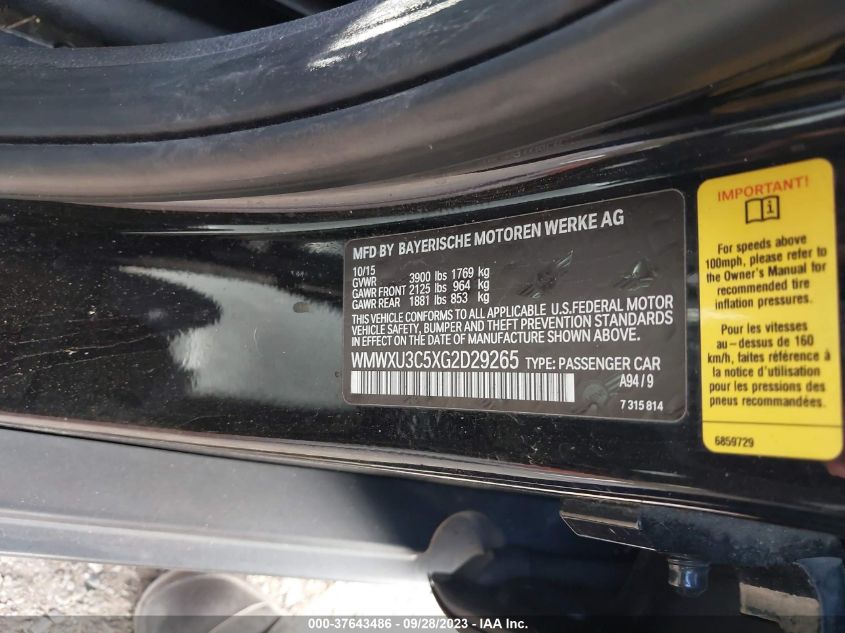 MFD BY BAYERISCHE MOTOREN WERKE AG
10/15
GVWR 3900 lbs 1769 kg
GAWR FRONT 2125 lbs 964 kg
GAWR REAR 1881 lbs 853 kg
THIS VEHICLE CONFORMS TO ALL APPLICABLE U.S.FEDERAL MOTOR
VEHICLE SAFETY, BUMPER AND THEFT PREVENTION STANDARDS
IN EFFECT ON THE DATE OF MANUFACTURE SHOWN ABOVE.
WMWXU3C5XG2D29265 TYPE: PASSENGER CAR
A94/9
7 315 814
IMPORTANT!
For speeds above
100mph, please refer to
the Owner's Manual for
recommended tire
inflation pressures.
Pour les vitesses
au-dessus de 160
km/h, faites référence à
la notice d'utilisation
pour les pressions des
pneus recommandées.
6859729
000-37643486 - 09/28/2023 - IAA Inc.